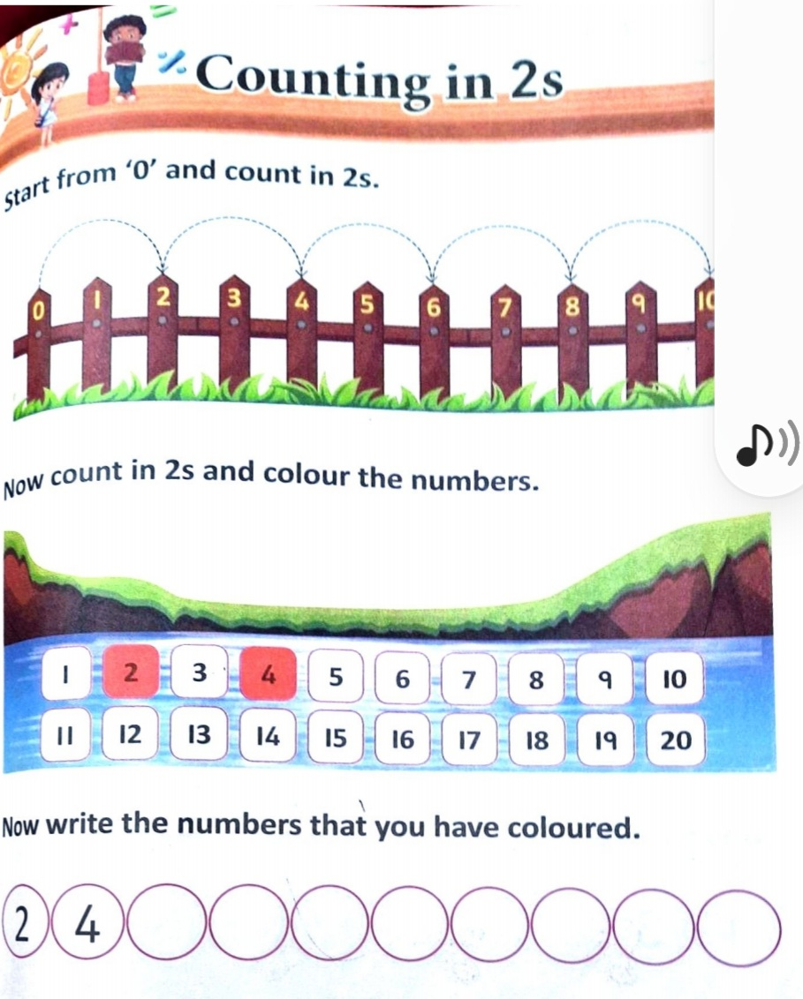 Counting in 2s
Start from ‘0’ and count in 2s.
0 1 2 3 4 5 6 7 8 9 10
Now count in 2s and colour the numbers.
1 2 3 4 5 6 7 8 9 10
11 12 13 14 15 16 17 18 19 20
Now write the numbers that you have coloured.
2 4